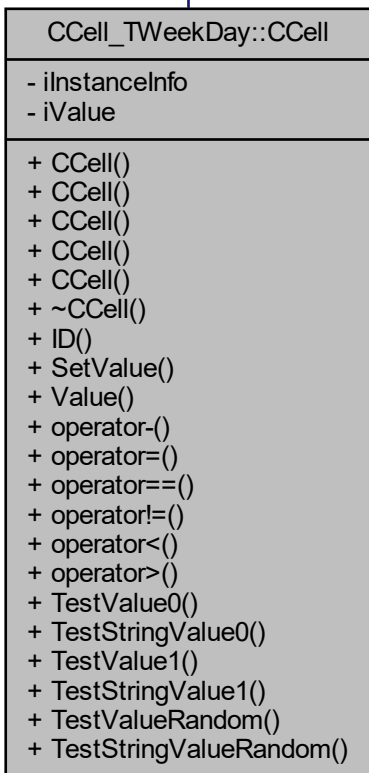 CCell_TWeekDay::CCell
- iInstanceInfo
- iValue
+ CCell()
+ CCell()
+ CCell()
+ CCell()
+ CCell()
+ ~CCell()
+ ID()
+ SetValue()
+ Value()
+ operator-()
+ operator=()
+ operator==()
+ operator!=()
+ operator<()
+ operator>()
+ TestValue0()
+ TestStringValue0()
+ TestValue1()
+ TestStringValue1()
+ TestValueRandom()
+ TestStringValueRandom()